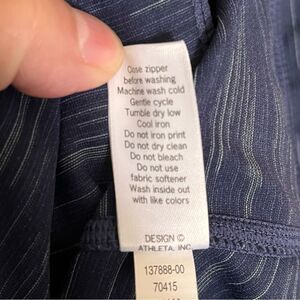 Close zipper
before washing
Machine wash cold
Gentle cycle
Tumble dry low
Cool iron
Do not iron print
Do not dry clean
Do not bleach
Do not use
fabric softener
Wash inside out
with like colors
DESIGN ©
ATHLETA, INC.
137888-00
70415